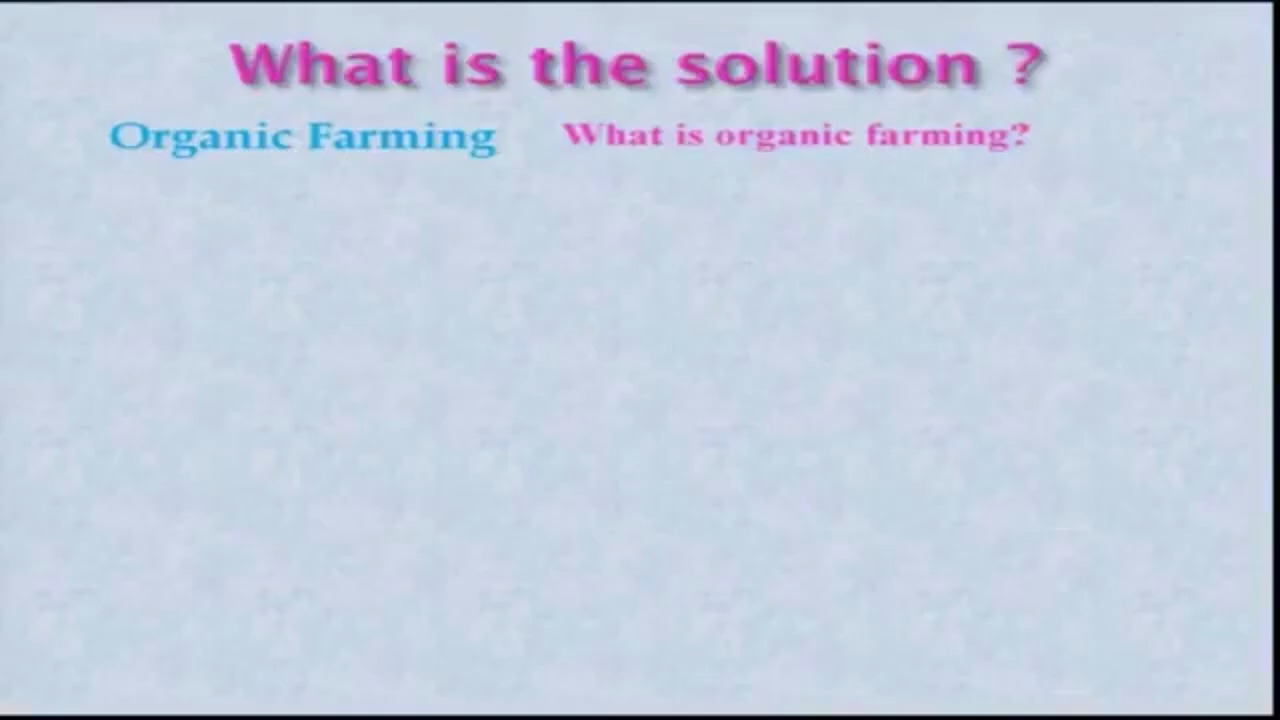 What is the solution ?
Organic Farming What is organic farming?